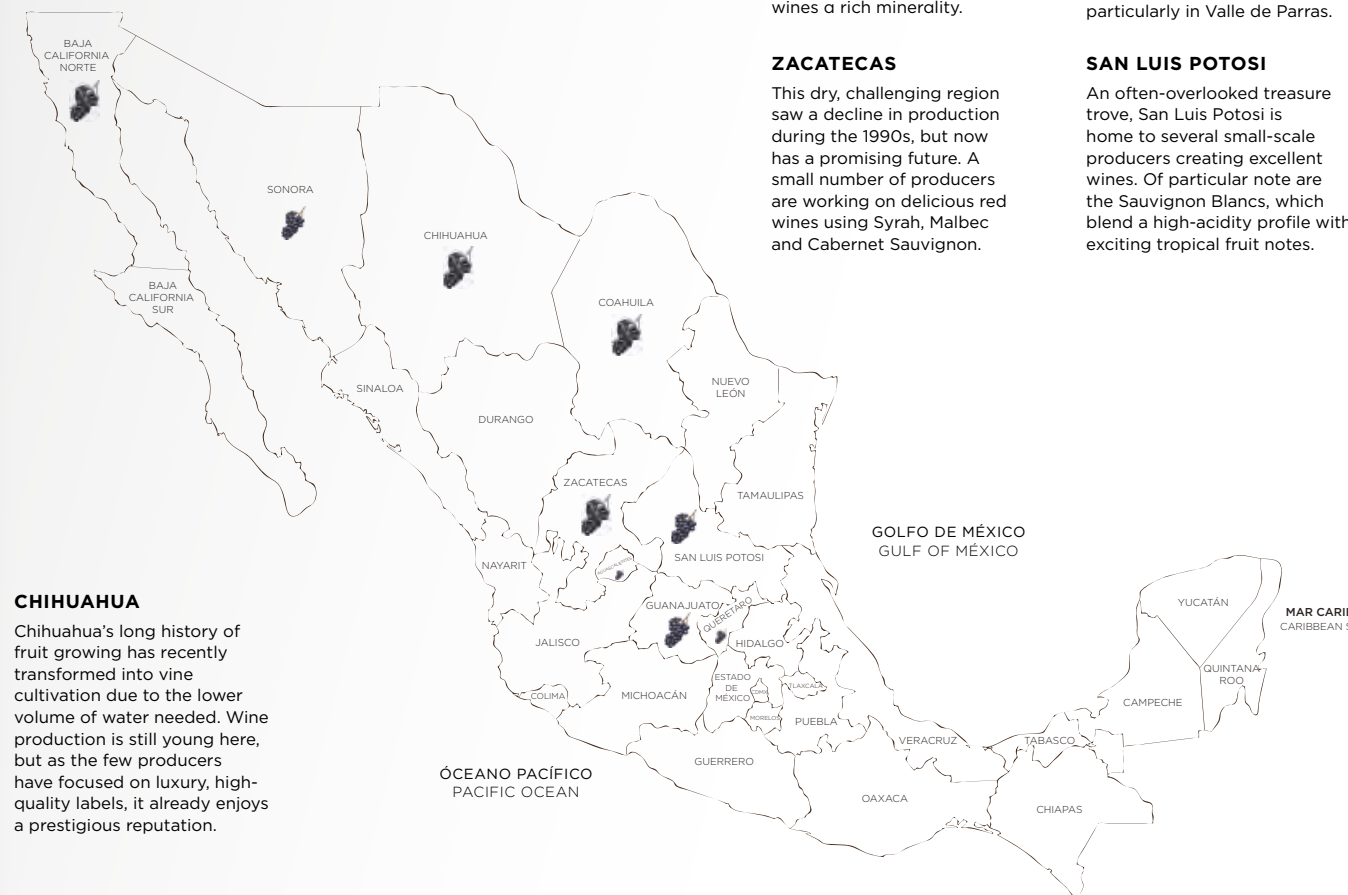 wines a rich minerality.
particularly in Valle de Parras.
ZACATECAS
This dry, challenging region
saw a decline in production
during the 1990s, but now
has a promising future. A
small number of producers
are working on delicious red
wines using Syrah, Malbec
and Cabernet Sauvignon.
SAN LUIS POTOSI
An often-overlooked treasure
trove, San Luis Potosi is
home to several small-scale
producers creating excellent
wines. Of particular note are
the Sauvignon Blancs, which
blend a high-acidity profile with
exciting tropical fruit notes.
BAJA
CALIFORNIA
NORTE
SONORA
CHIHUAHUA
BAJA
CALIFORNIA
SUR
COAHUILA
SINALOA
NUEVO
LEÓN
DURANGO
ZACATECAS
TAMAULIPAS
GOLFO DE MÉXICO
GULF OF MÉXICO
NAYARIT
SAN LUIS POTOSI
AGUASCALIENTES
GUANAJUATO
QUERÉTARO
JALISCO
HIDALGO
COLIMA
MICHOACÁN
ESTADO
DE
MÉXICO
CDMX
TLAXCALA
MORELOS
PUEBLA
GUERRERO
VERACRUZ
OAXACA
TABASCO
CHIAPAS
CAMPECHE
YUCATÁN
QUINTANA
ROO
MAR CARI
CARIBBEAN
ÓCEANO PACÍFICO
PACIFIC OCEAN
CHIHUAHUA
Chihuahua's long history of
fruit growing has recently
transformed into vine
cultivation due to the lower
volume of water needed. Wine
production is still young here,
but as the few producers
have focused on luxury, high-
quality labels, it already enjoys
a prestigious reputation.